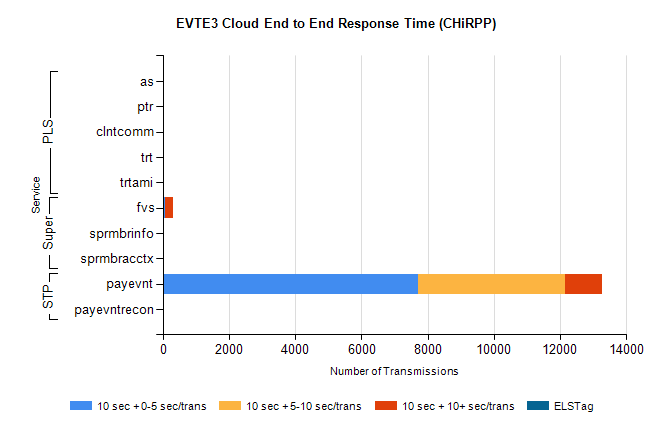 EVTE3 Cloud End to End Response Time (CHiRPP)
Service
PLS
as
ptr
clntcomm
trt
trtami
Super
fvs
sprmbrinfo
sprmbracctx
STP
payevnt
payevntrecon
0 2000 4000 6000 8000 10000 12000 14000
Number of Transmissions
10 sec +0-5 sec/trans 10 sec +5-10 sec/trans 10 sec + 10+ sec/trans ELSTag